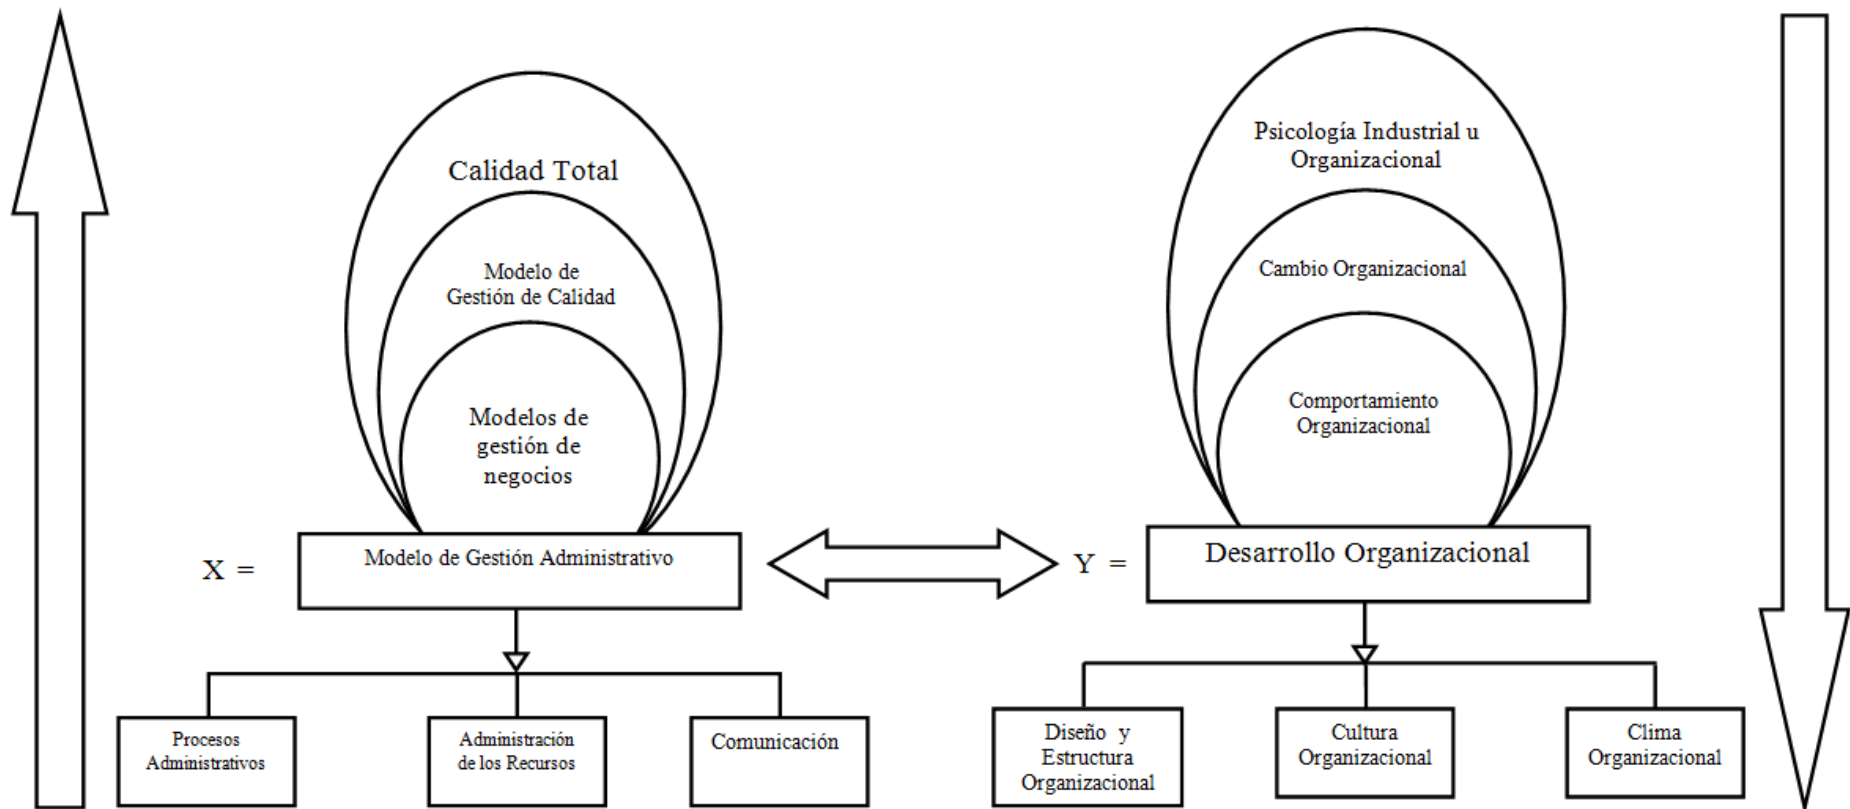 Calidad Total
Modelo de
Gestión de Calidad
Modelos de
gestión de
negocios
X =
Modelo de Gestión Administrativo
Procesos
Administrativos
Administración
de los Recursos
Comunicación
Psicología Industrial u
Organizacional
Cambio Organizacional
Comportamiento
Organizacional
Y =
Desarrollo Organizacional
Diseño y
Estructura
Organizacional
Cultura
Organizacional
Clima
Organizacional